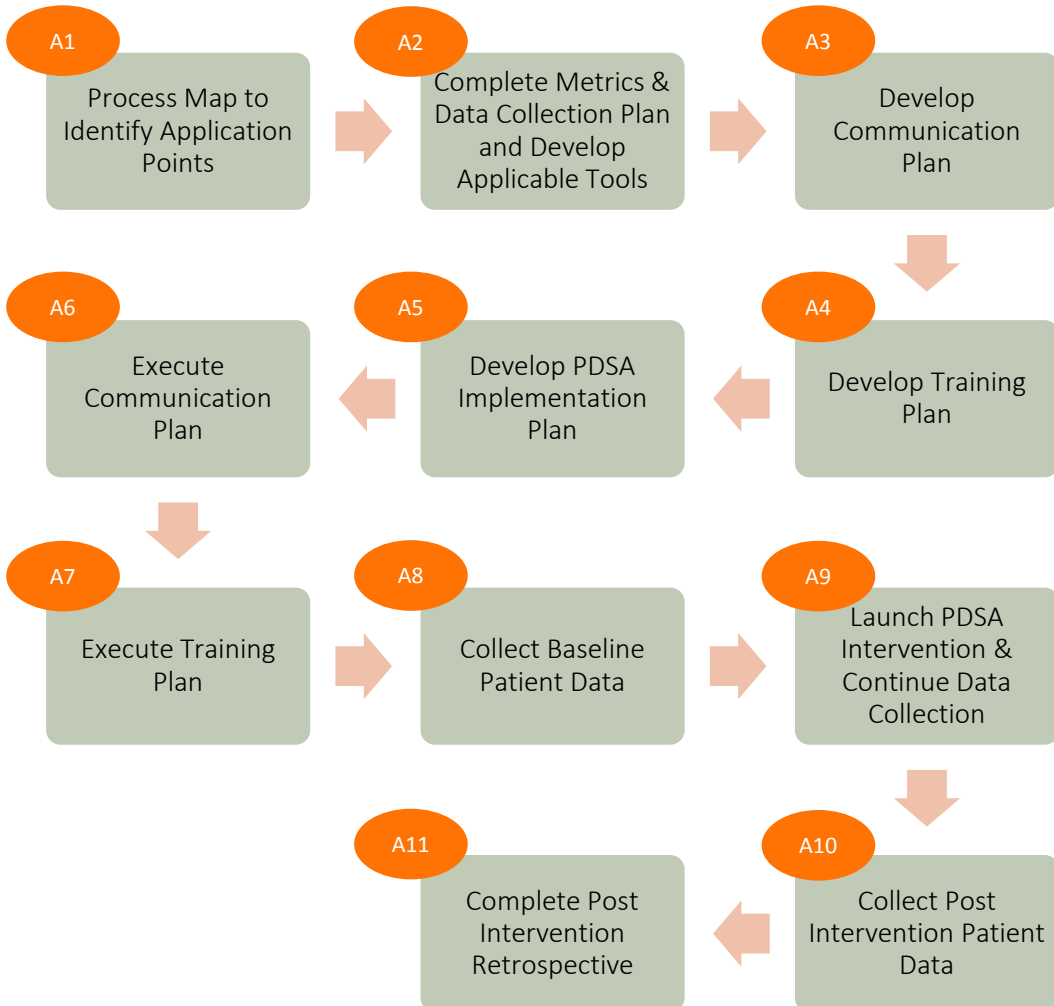 A1
Process Map to
Identify Application
Points
A2
Complete Metrics &
Data Collection Plan
and Develop
Applicable Tools
A3
Develop
Communication
Plan
A4
Develop Training
Plan
A5
Develop PDSA
Implementation
Plan
A6
Execute
Communication
Plan
A7
Execute Training
Plan
A8
Collect Baseline
Patient Data
A9
Launch PDSA
Intervention &
Continue Data
Collection
A10
Collect Post
Intervention Patient
Data
A11
Complete Post
Intervention
Retrospective